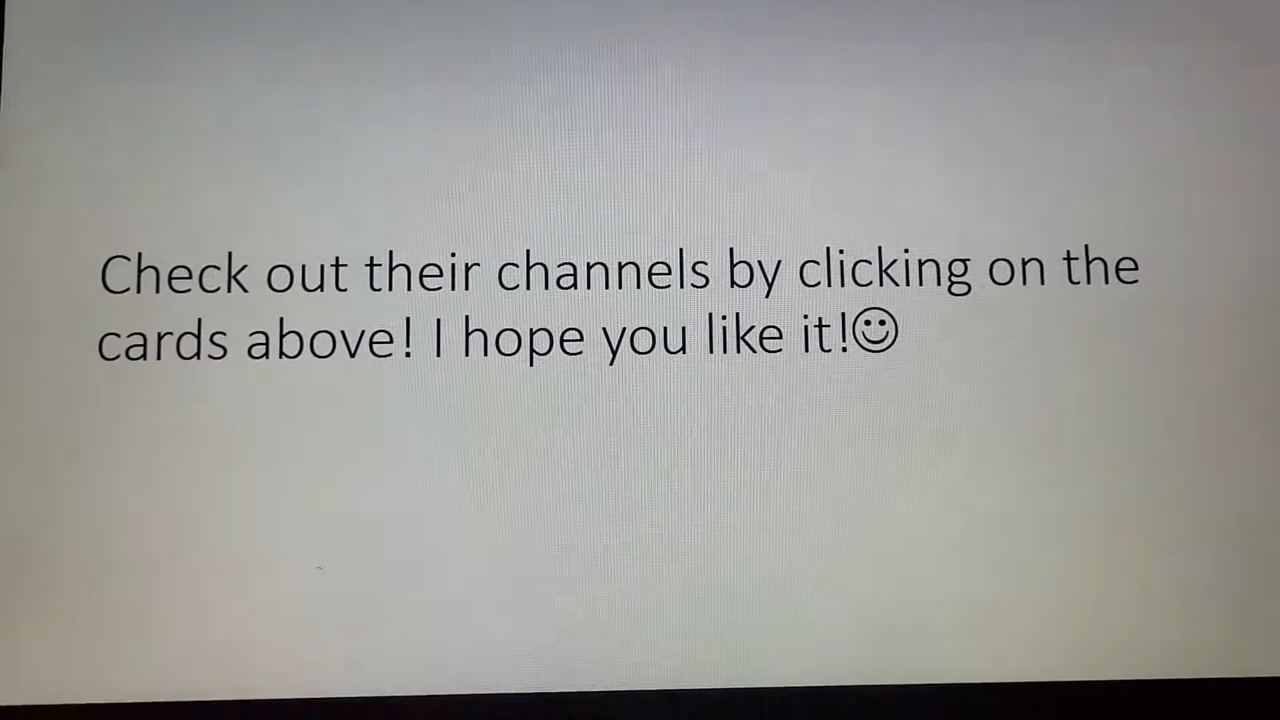 Check out their channels by clicking on the
cards above! I hope you like it!☺